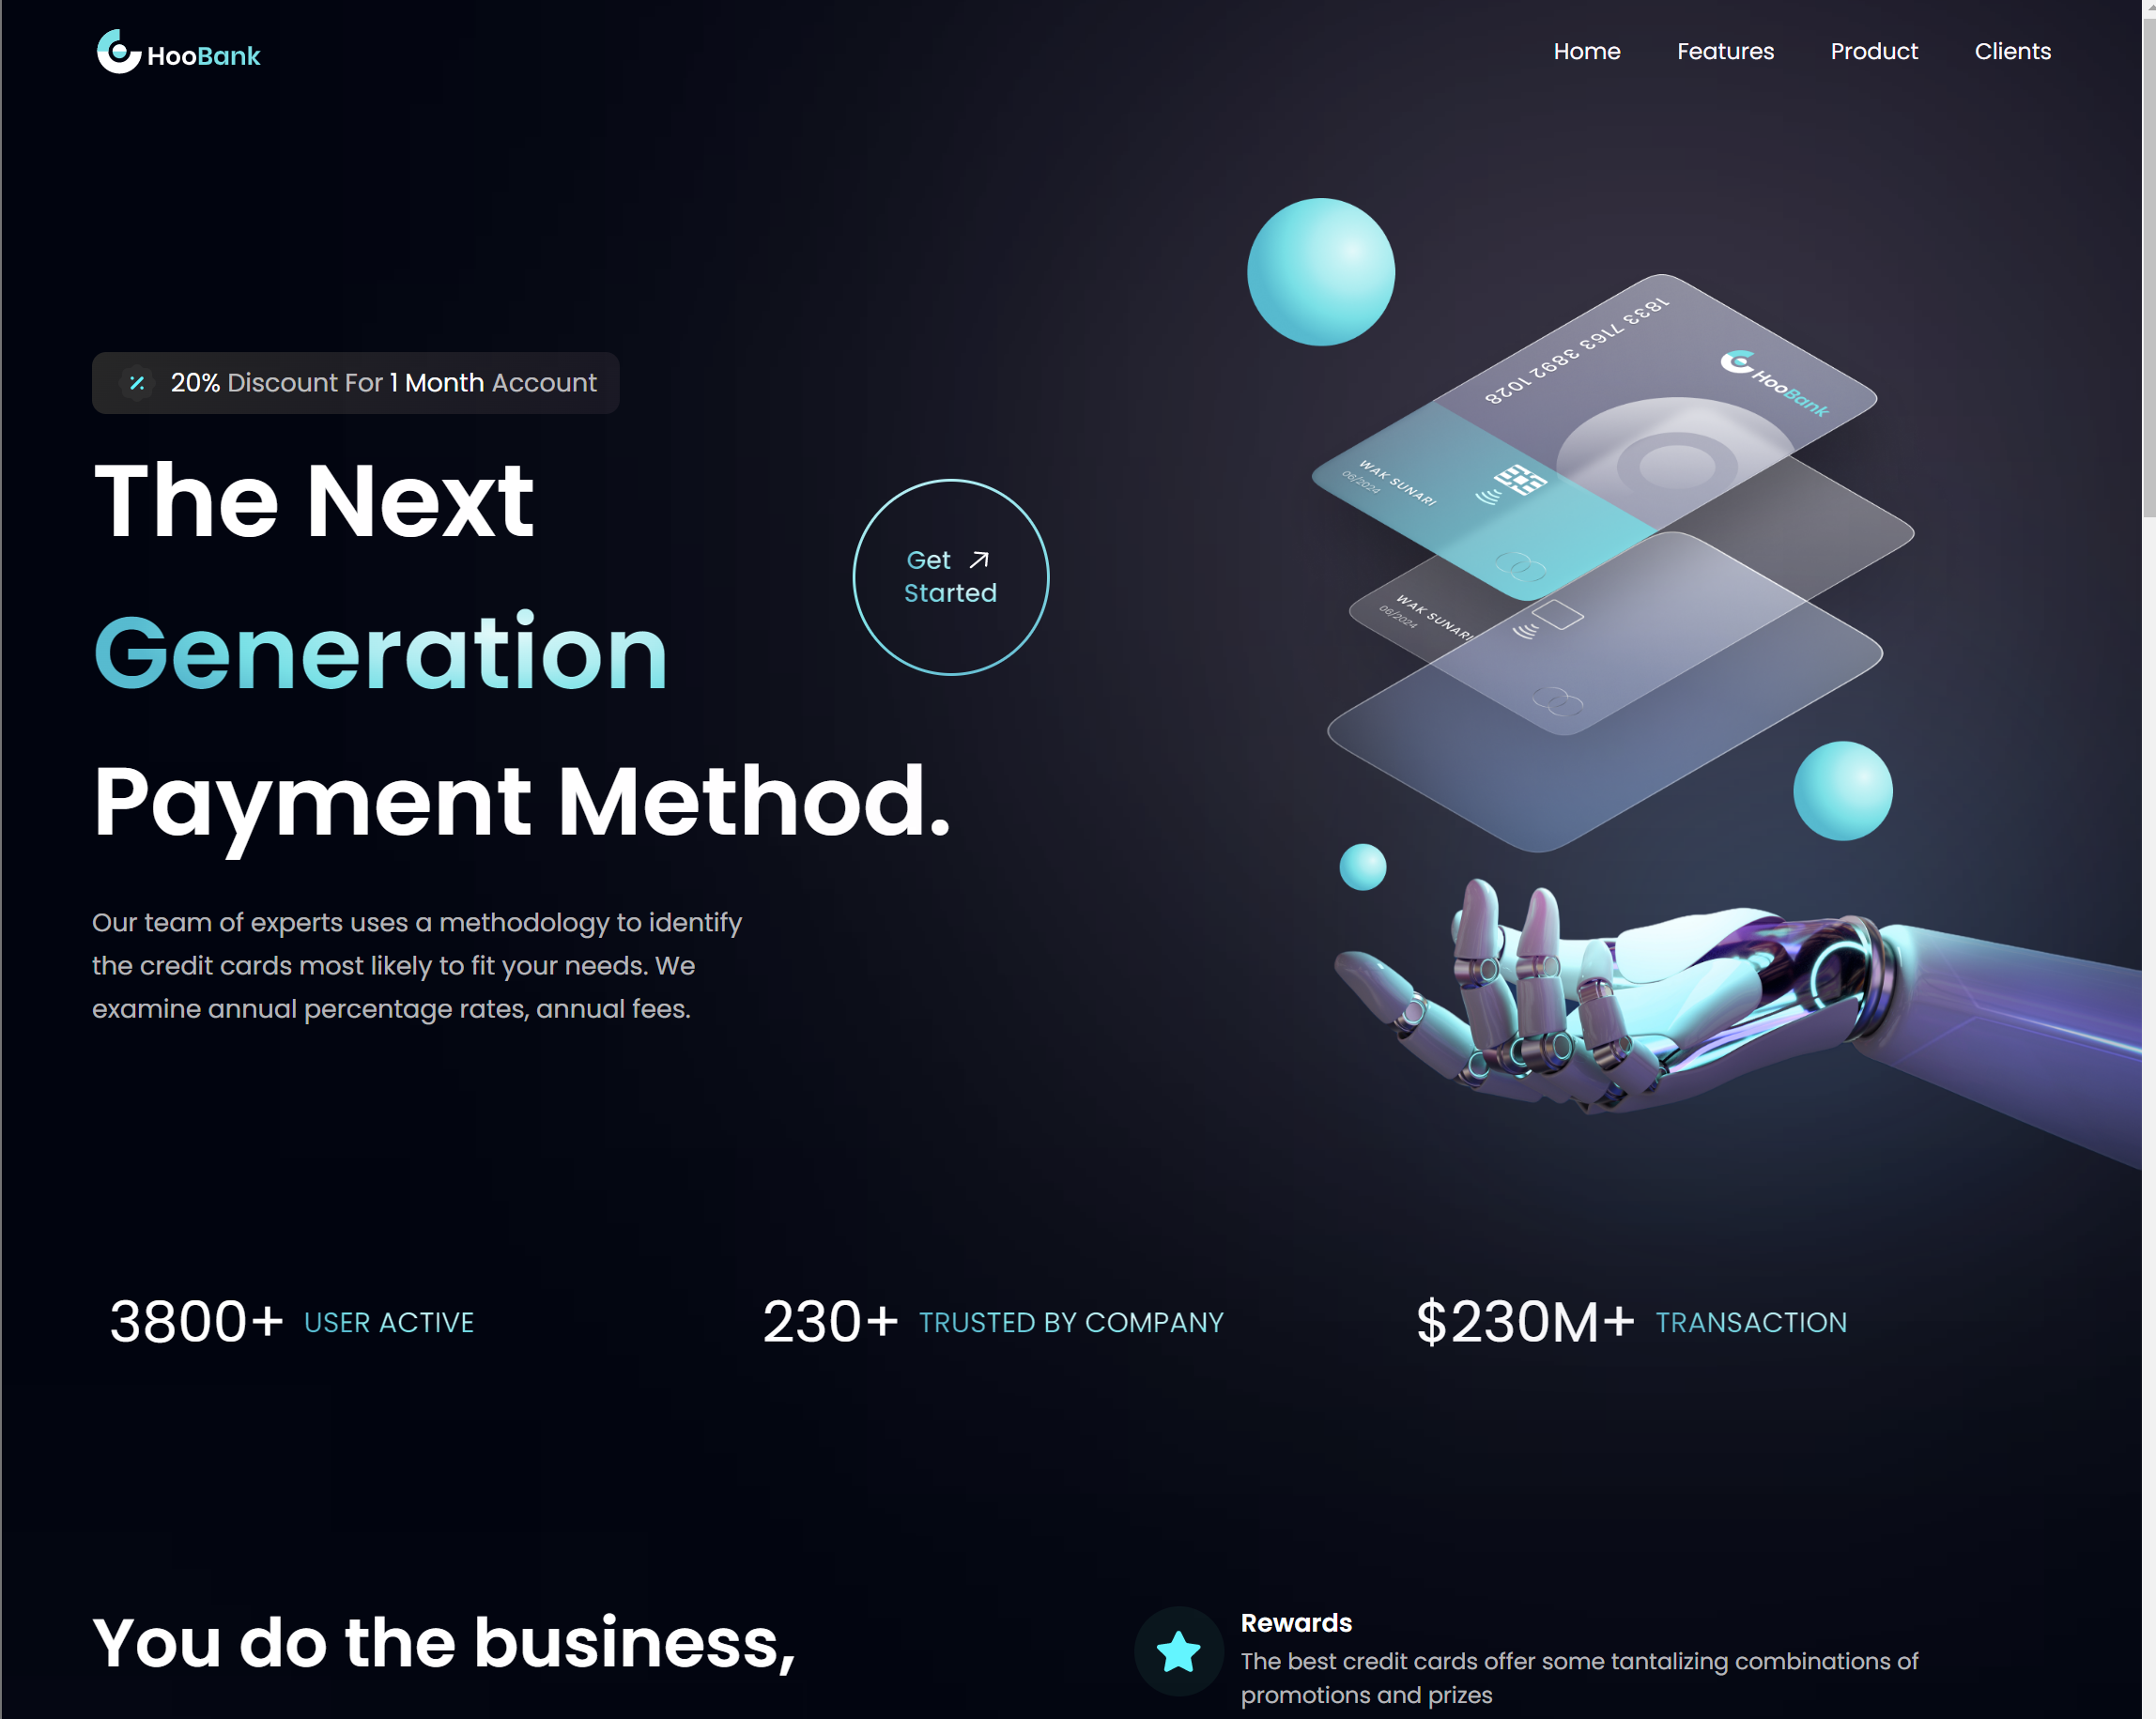 HooBank
Home
Features
Product
Clients
20% Discount For 1 Month Account
The Next
Generation
Payment Method.
Get
Started
Our team of experts uses a methodology to identify
the credit cards most likely to fit your needs. We
examine annual percentage rates, annual fees.
1833 7163 3892 1028
HooBank
WAK SUNARI
06/2024
WAK SUNARI
06/2024
3800+ USER ACTIVE
230+ TRUSTED BY COMPANY
$230M+ TRANSACTION
You do the business,
Rewards
The best credit cards offer some tantalizing combinations of
promotions and prizes